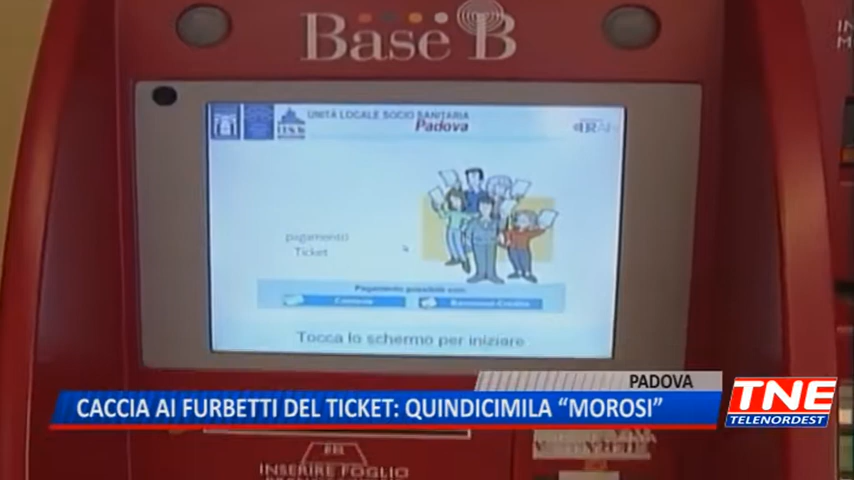 Base B
UNITÀ LOCALE SOCIO SANITARIA
Padova
pagamento
Ticket
Pagamento possibile con:
Tocca lo schermo per iniziare
PADOVA
CACCIA AI FURBETTI DEL TICKET: QUINDICIMILA “MOROSI”
TNE
TELENORDEST
INSERIRE FOGLIO